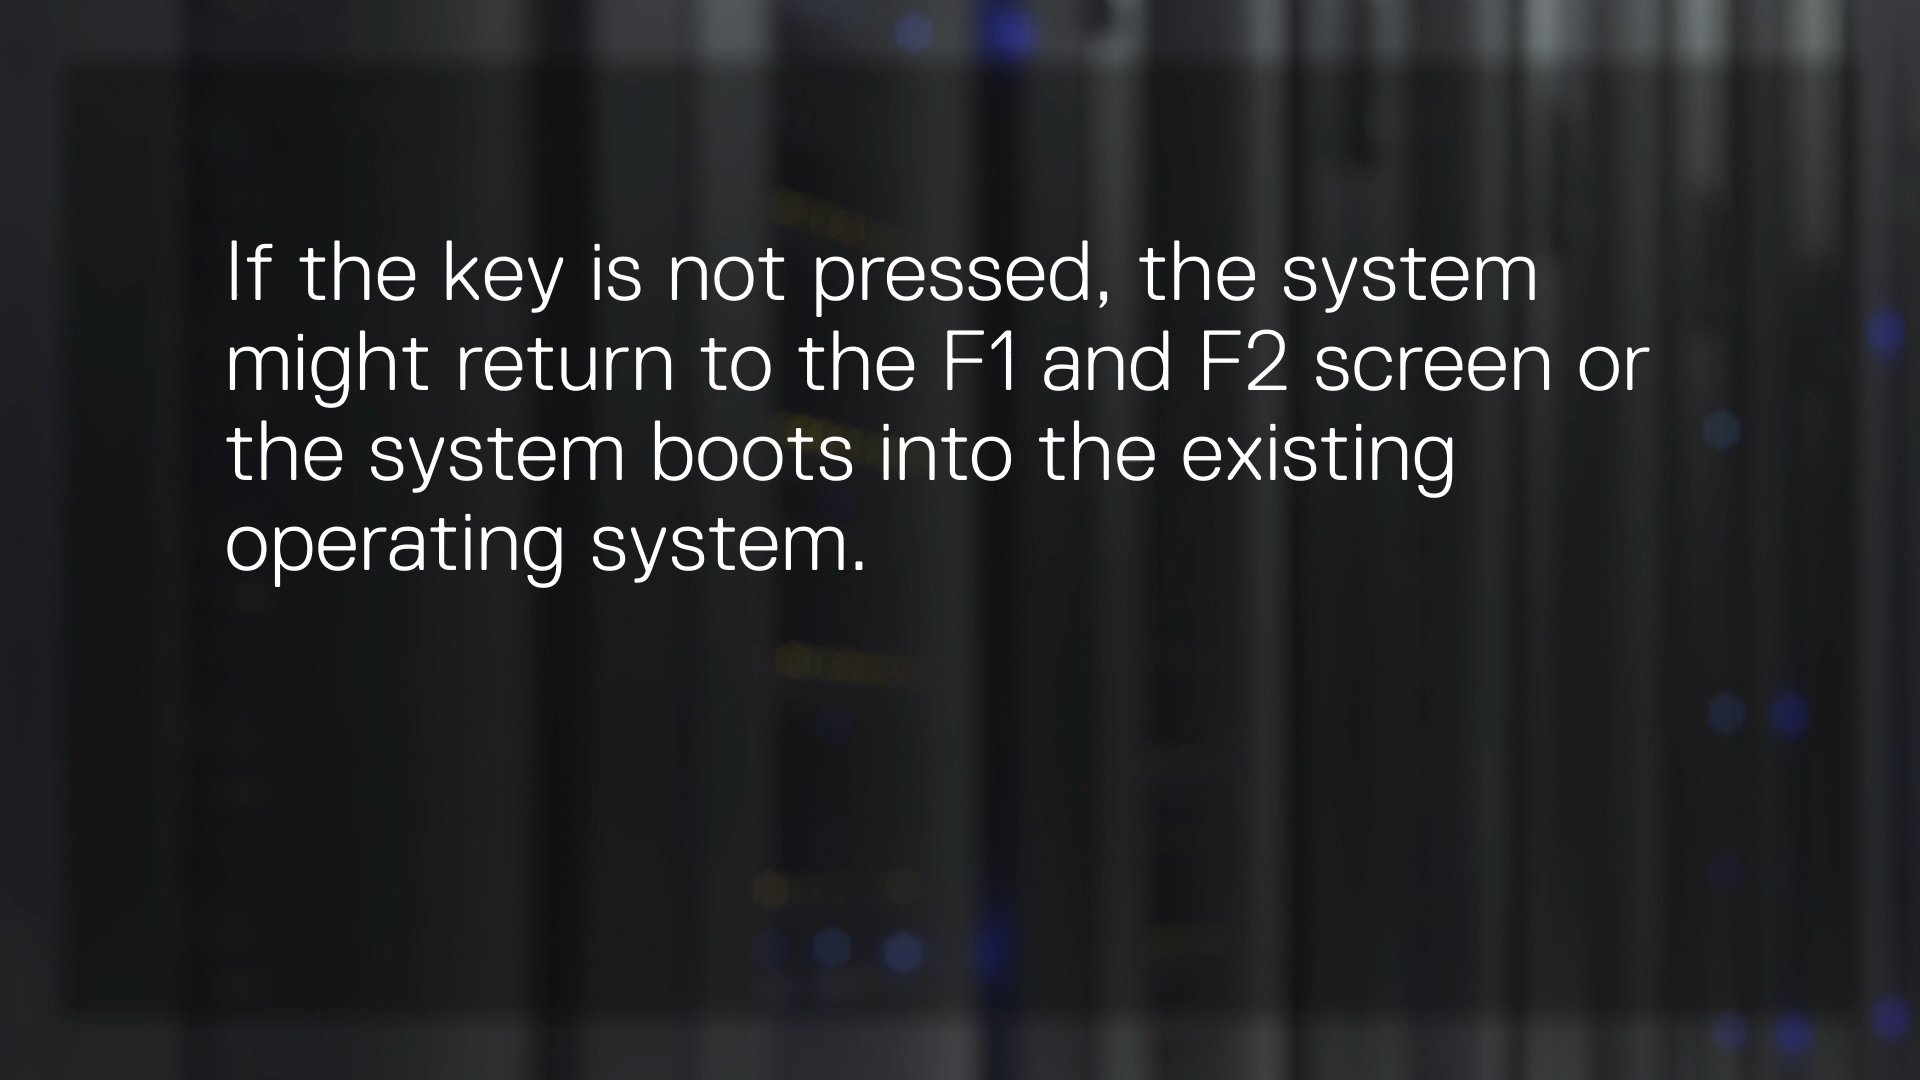 If the key is not pressed, the system
might return to the F1 and F2 screen or
the system boots into the existing
operating system.